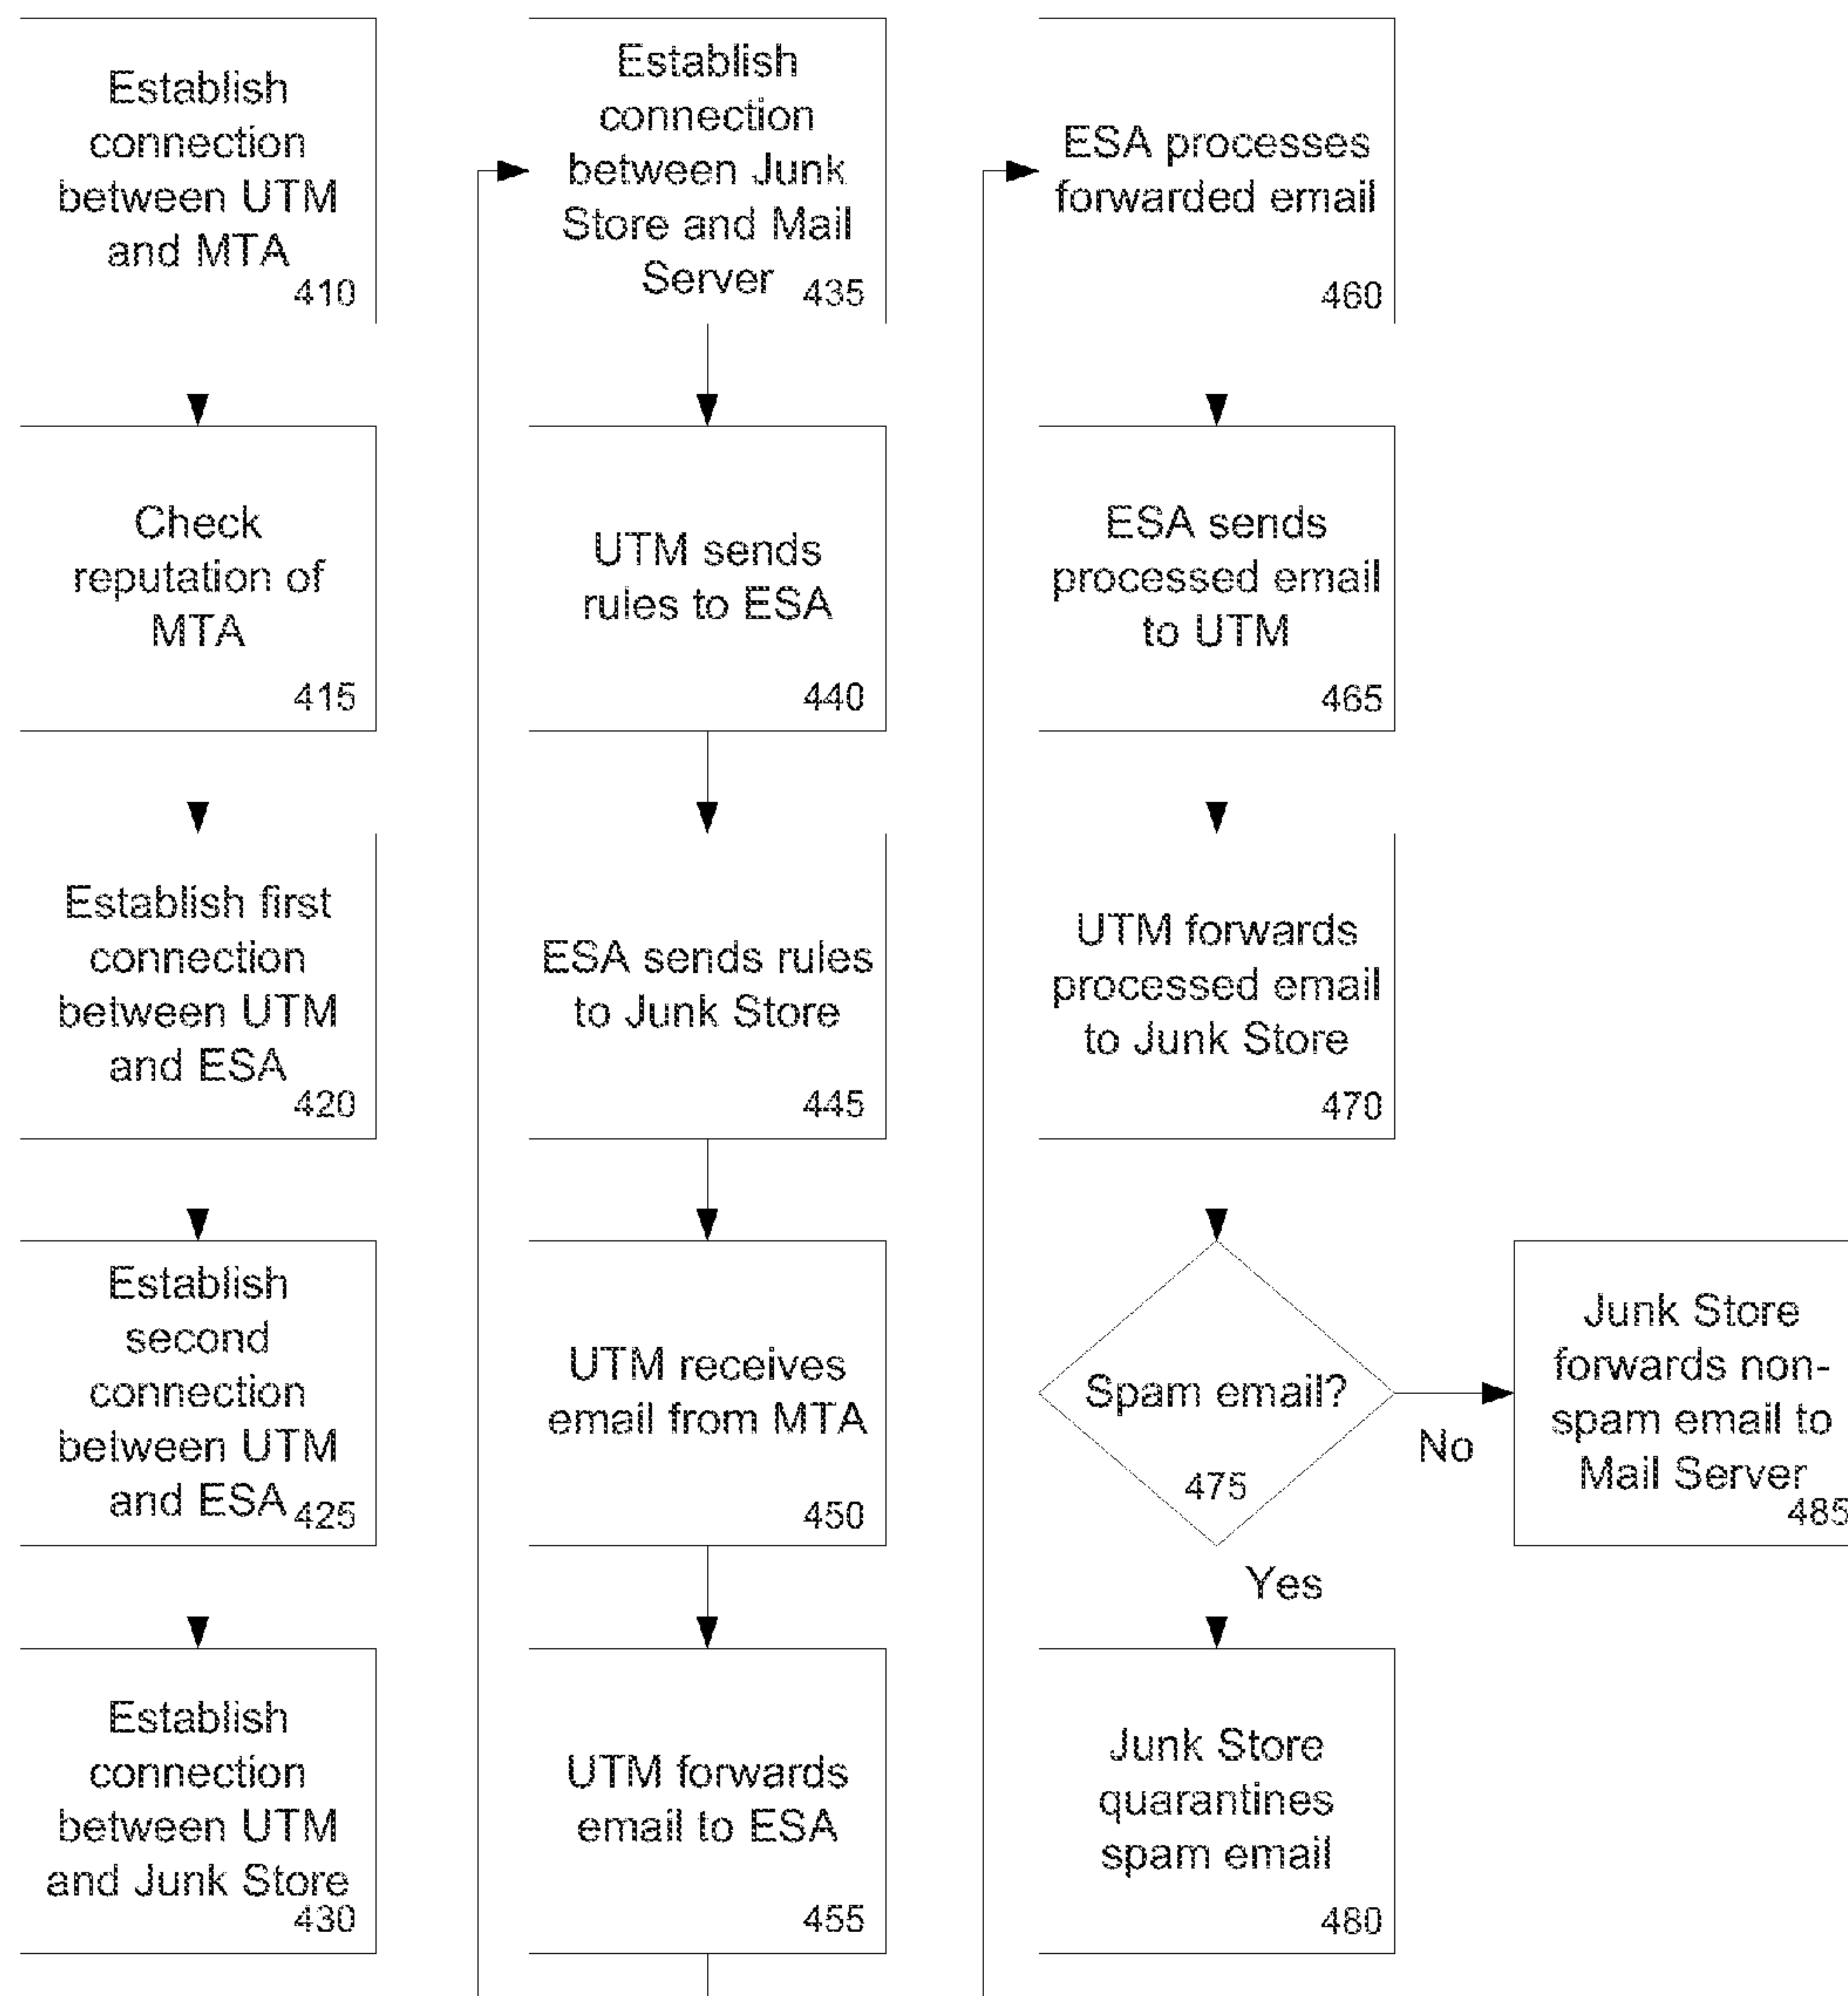 Establish
connection
between UTM
and MTA
410
Check
reputation of
MTA
415
Establish first
connection
between UTM
and ESA
420
Establish
second
connection
between UTM
and ESA
425
Establish
connection
between UTM
and Junk Store
430
Establish
connection
between Junk
Store and Mail
Server
435
UTM sends
rules to ESA
440
ESA sends rules
to Junk Store
445
UTM receives
email from MTA
450
UTM forwards
email to ESA
455
ESA processes
forwarded email
460
ESA sends
processed email
to UTM
465
UTM forwards
processed email
to Junk Store
470
Spam email?
475
No
Yes
Junk Store
quarantines
spam email
480
Junk Store
forwards non-
spam email to
Mail Server
485